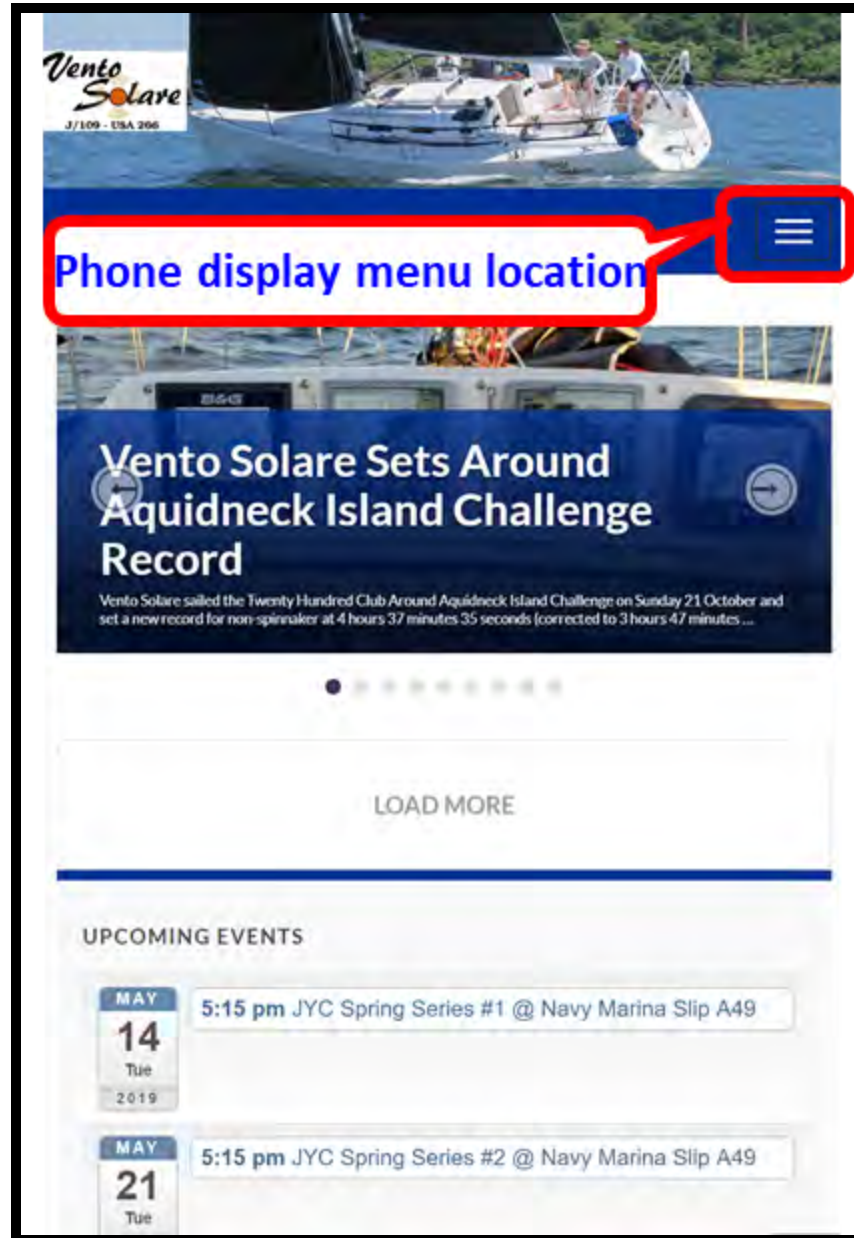 Vento
Solare
J/109 - USA 266
Phone display menu location
B&G
Vento Solare Sets Around
Aquidneck Island Challenge
Record
Vento Solare sailed the Twenty Hundred Club Around Aquidneck Island Challenge on Sunday 21 October and
set a new record for non-spinnaker at 4 hours 37 minutes 35 seconds (corrected to 3 hours 47 minutes ...
LOAD MORE
UPCOMING EVENTS
MAY
14
Tue
2019
5:15 pm JYC Spring Series #1 @ Navy Marina Slip A49
MAY
21
Tue
5:15 pm JYC Spring Series #2 @ Navy Marina Slip A49